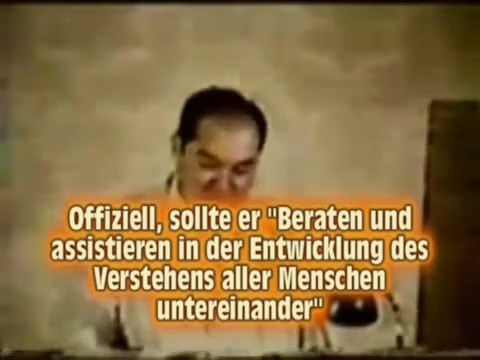 Offiziell, sollte er "Beraten und
assistieren in der Entwicklung des
Verstehens aller Menschen
untereinander"